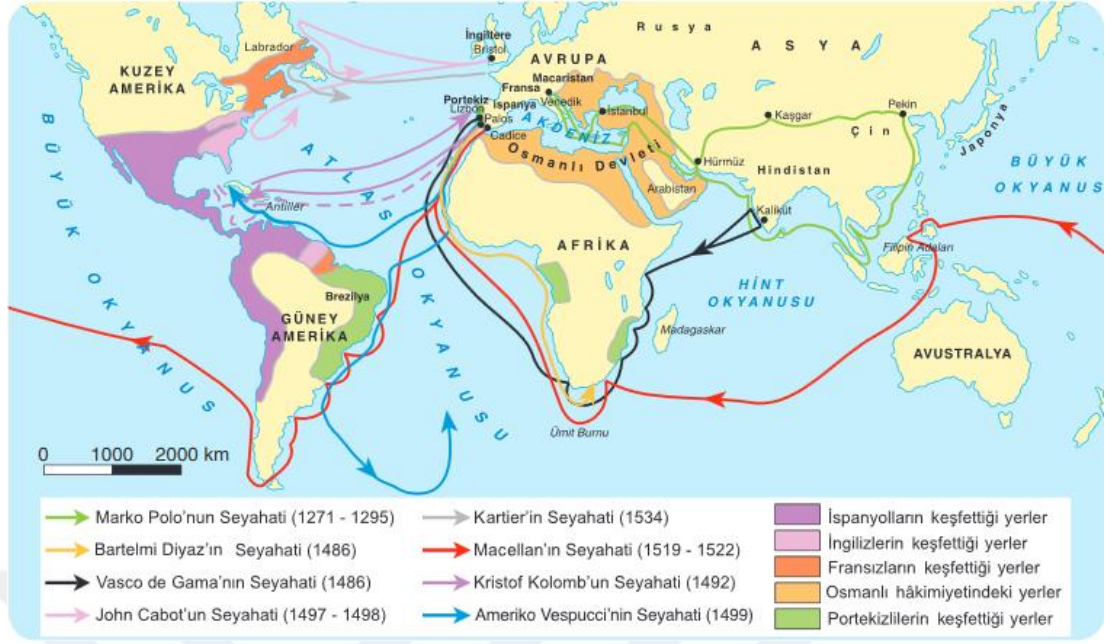 Rusya
ASYA
Labrador
İngiltere
Bristol
KUZEY
AMERİKA
AVRUPA
Macaristan
Fransa
Venedik
Portekiz
İspanya
Lizbon
Palos
Cadice
İstanbul
AKDENİZ
Osmanlı Devleti
Kaşgar
Pekin
Çin
Japonya
Hürmüz
Hindistan
Arabistan
Kaliküt
BÜYÜK OKYANUS
ATLAS OKYANUSU
Antiller
BÜYÜK
OKYANUS
Filipin Adaları
AFRİKA
HİNT
OKYANUSU
Brezilya
GÜNEY
AMERİKA
Madagaskar
AVUSTRALYA
Ümit Burnu
0 1000 2000 km
Marko Polo'nun Seyahati (1271 - 1295)
Bartelmi Diyaz'ın Seyahati (1486)
Vasco de Gama'nın Seyahati (1486)
John Cabot'un Seyahati (1497 - 1498)
Kartier'in Seyahati (1534)
Macellan'ın Seyahati (1519 - 1522)
Kristof Kolomb'un Seyahati (1492)
Ameriko Vespucci'nin Seyahati (1499)
İspanyolların keşfettiği yerler
İngilizlerin keşfettiği yerler
Fransızların keşfettiği yerler
Osmanlı hâkimiyetindeki yerler
Portekizlilerin keşfettiği yerler